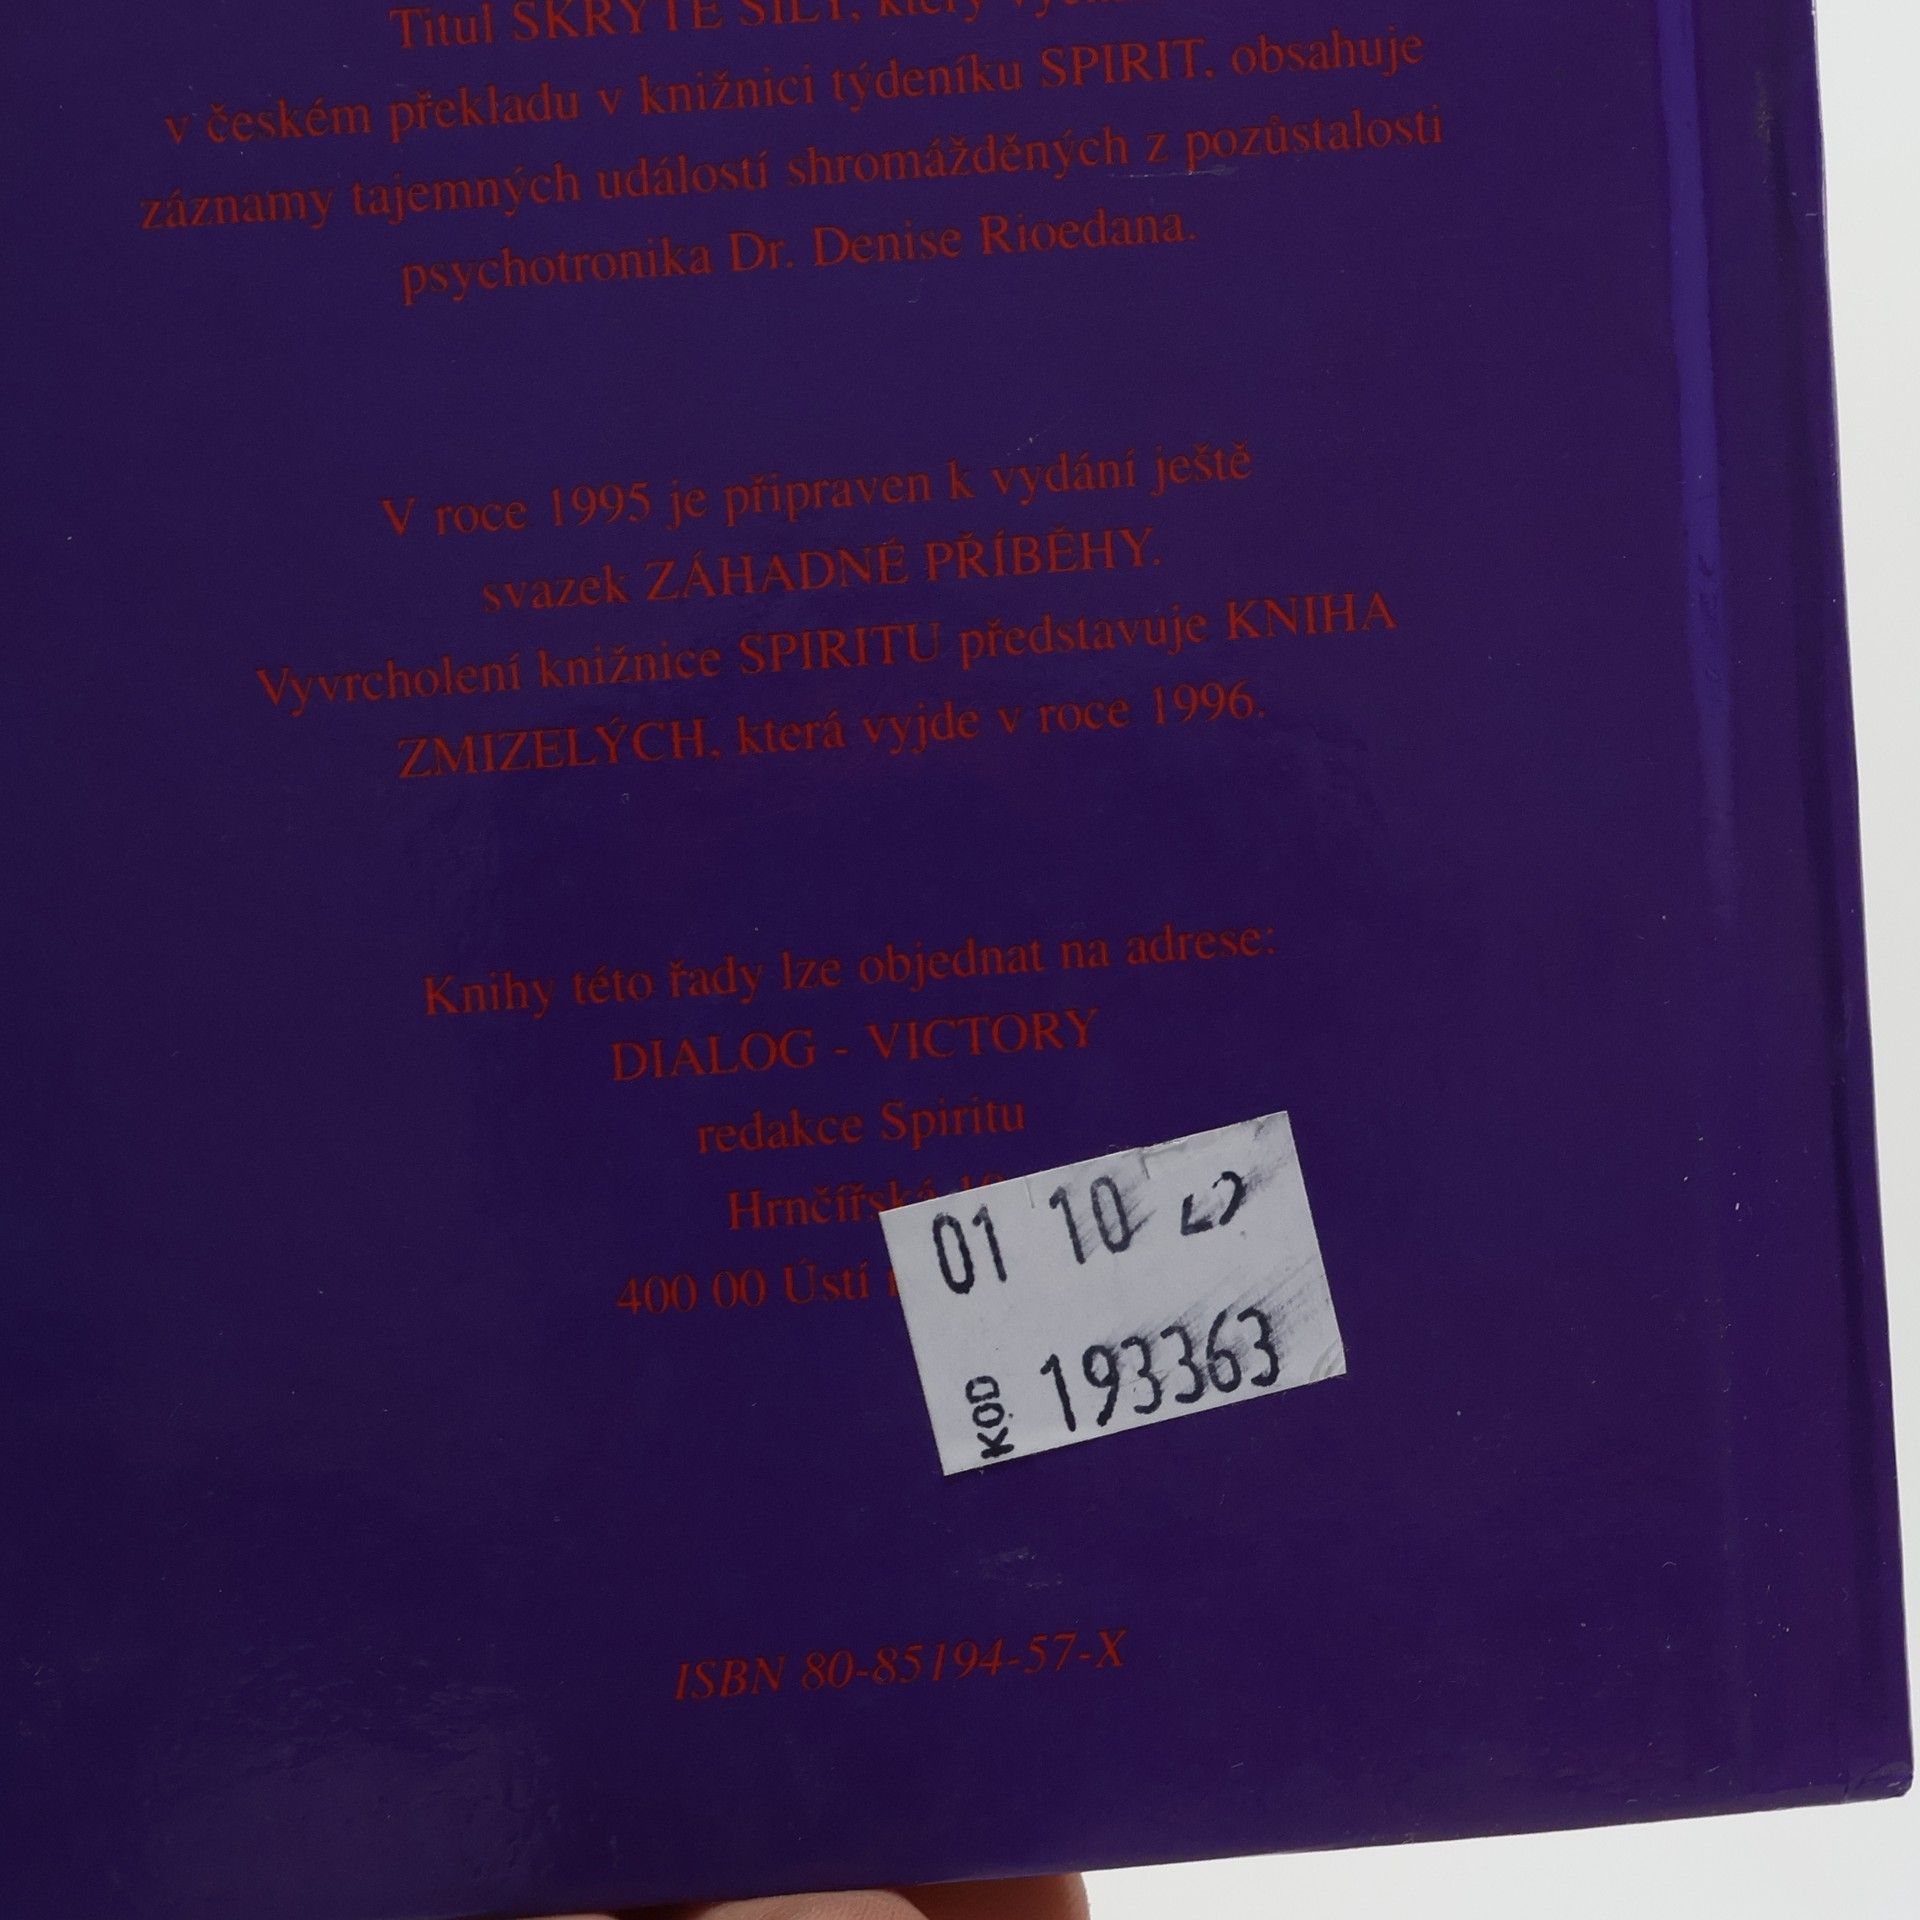 Titul SKRYTÉ SÍLY, který
v českém překladu v knižnici týdeníku SPIRIT, obsahuje
záznamy tajemných událostí shromážděných z pozůstalosti
psychotronika Dr. Denise Rioedana.
V roce 1995 je připraven k vydání ještě
svazek ZÁHADNÉ PŘÍBĚHY.
Vyvrcholení knižnice SPIRITU představuje KNIHA
ZMIZELÝCH, která vyjde v roce 1996.
Knihy této řady lze objednat na adrese:
DIALOG - VICTORY
redakce Spiritu
Hrnčířská
400 00 Ústí
01 10
KOD 193363
ISBN 80-85194-57-X